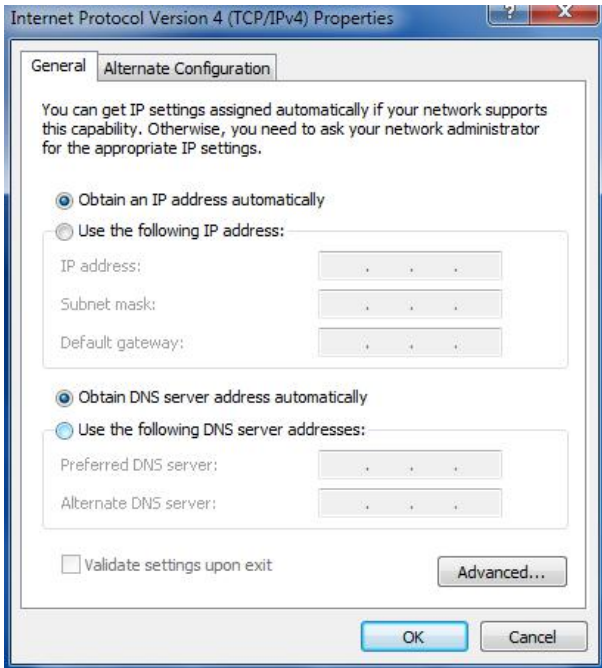 Internet Protocol Version 4 (TCP/IPv4) Properties
? X
General Alternate Configuration
You can get IP settings assigned automatically if your network supports
this capability. Otherwise, you need to ask your network administrator
for the appropriate IP settings.
Obtain an IP address automatically
Use the following IP address:
IP address: . . .
Subnet mask: . . .
Default gateway: . . .
Obtain DNS server address automatically
Use the following DNS server addresses:
Preferred DNS server: . . .
Alternate DNS server: . . .
Validate settings upon exit
Advanced...
OK Cancel